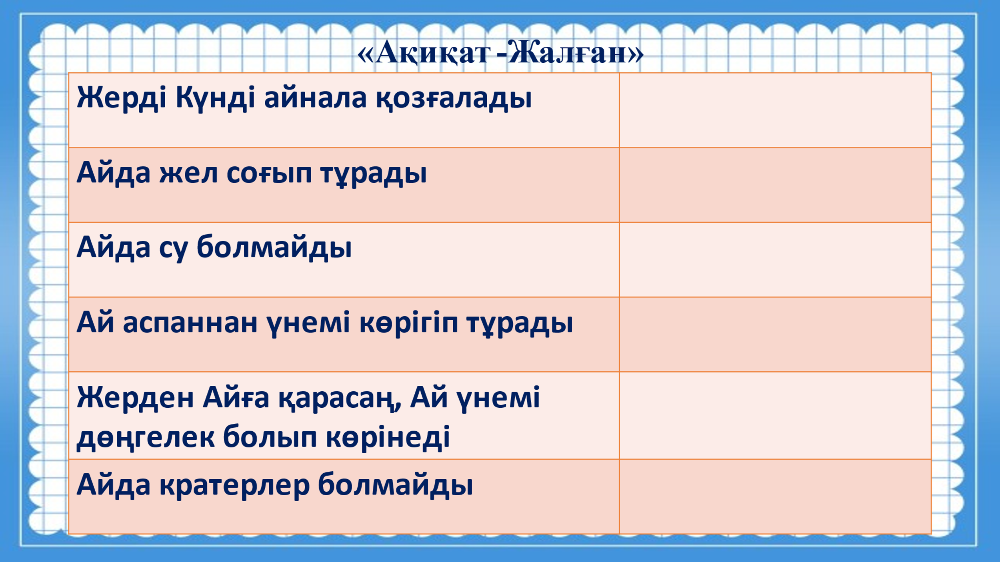 «Ақиқат -Жалған»
Жерді Күнді айнала қозғалады
Айда жел соғып тұрады
Айда су болмайды
Ай аспаннан үнемі көрігіп тұрады
Жерден Айға қарасаң, Ай үнемі
дөңгелек болып көрінеді
Айда кратерлер болмайды